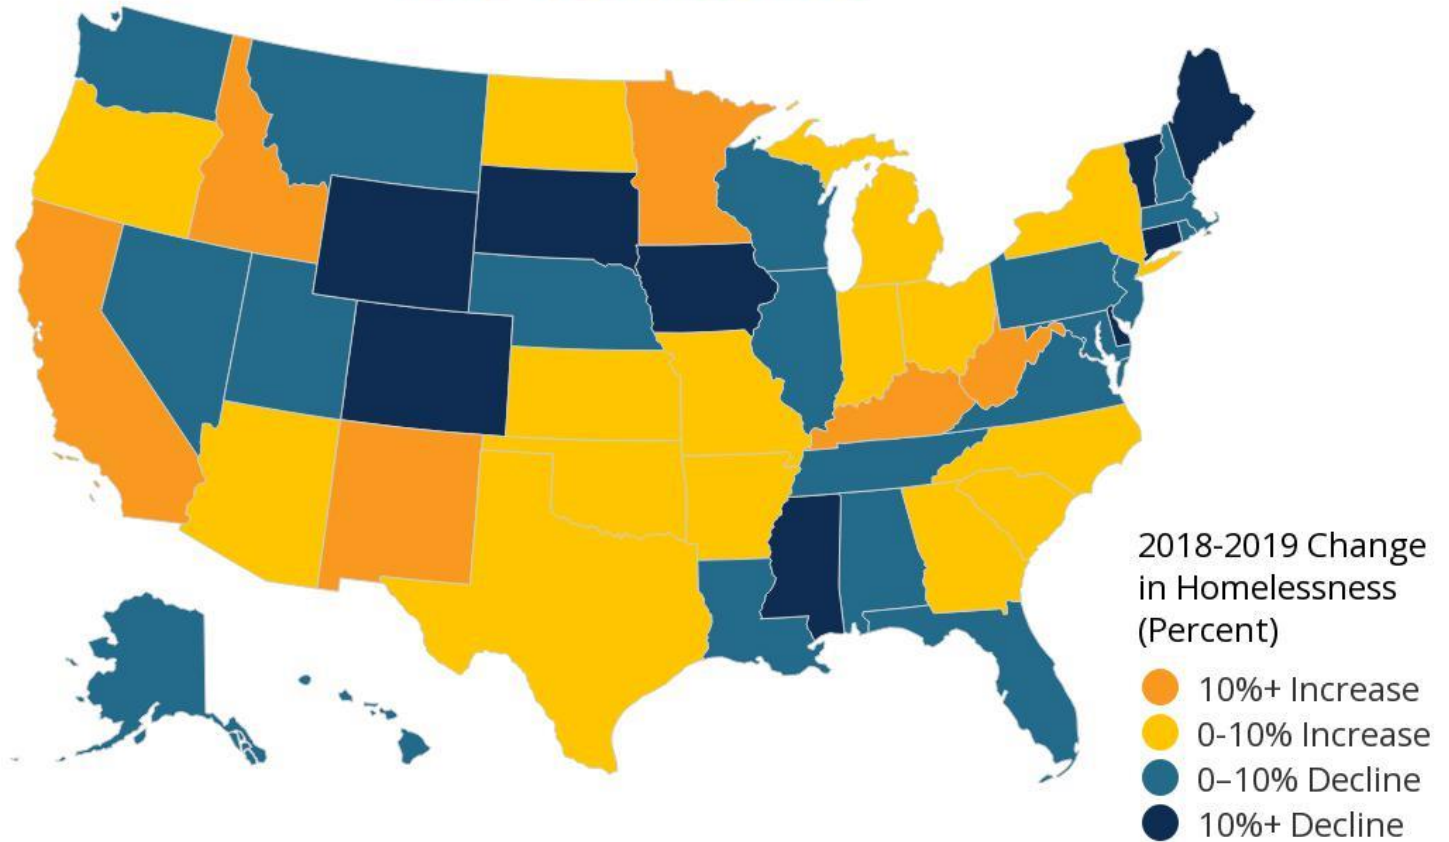 2018-2019 Change
in Homelessness
(Percent)
10%+ Increase
0-10% Increase
0–10% Decline
10%+ Decline